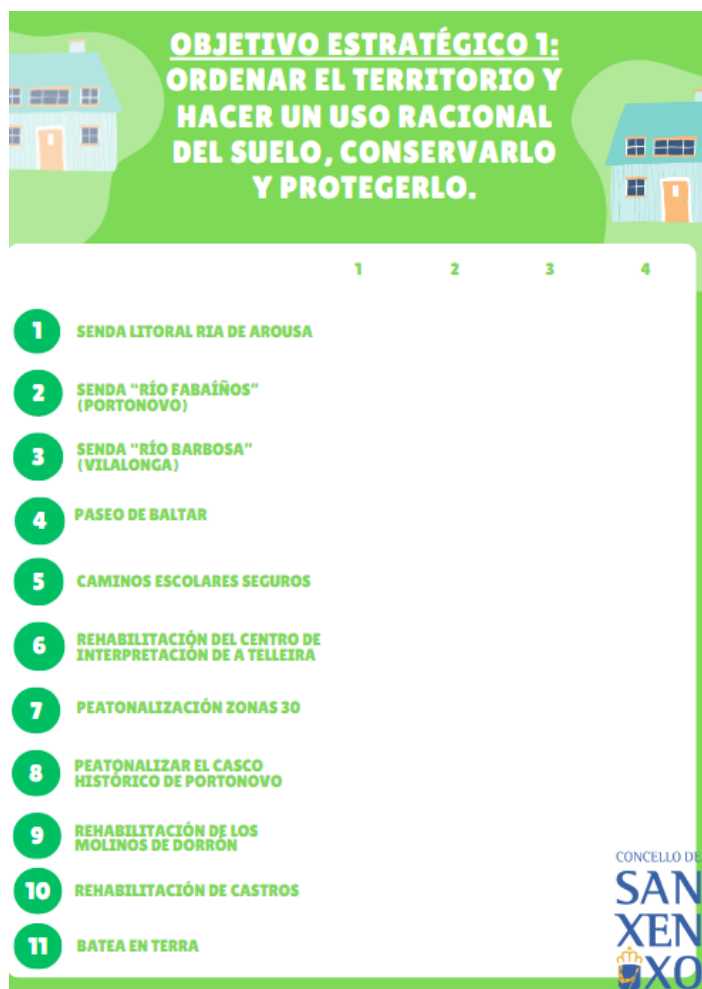 OBJETIVO ESTRATÉGICO 1:
ORDENAR EL TERRITORIO Y
HACER UN USO RACIONAL
DEL SUELO, CONSERVARLO
Y PROTEGERLO.
1 2 3 4
1 SENDA LITORAL RIA DE AROUSA
2 SENDA “RÍO FABAÍÑOS”
(PORTONOVO)
3 SENDA “RÍO BARBOSA”
(VILALONGA)
4 PASEO DE BALTAR
5 CAMINOS ESCOLARES SEGUROS
6 REHABILITACIÓN DEL CENTRO DE
INTERPRETACIÓN DE A TELLEIRA
7 PEATONALIZACIÓN ZONAS 30
8 PEATONALIZAR EL CASCO
HISTÓRICO DE PORTONOVO
9 REHABILITACIÓN DE LOS
MOLINOS DE DORRÓN
10 REHABILITACIÓN DE CASTROS
11 BATEA EN TERRA
CONCELLO DE
SAN
XEN
XO